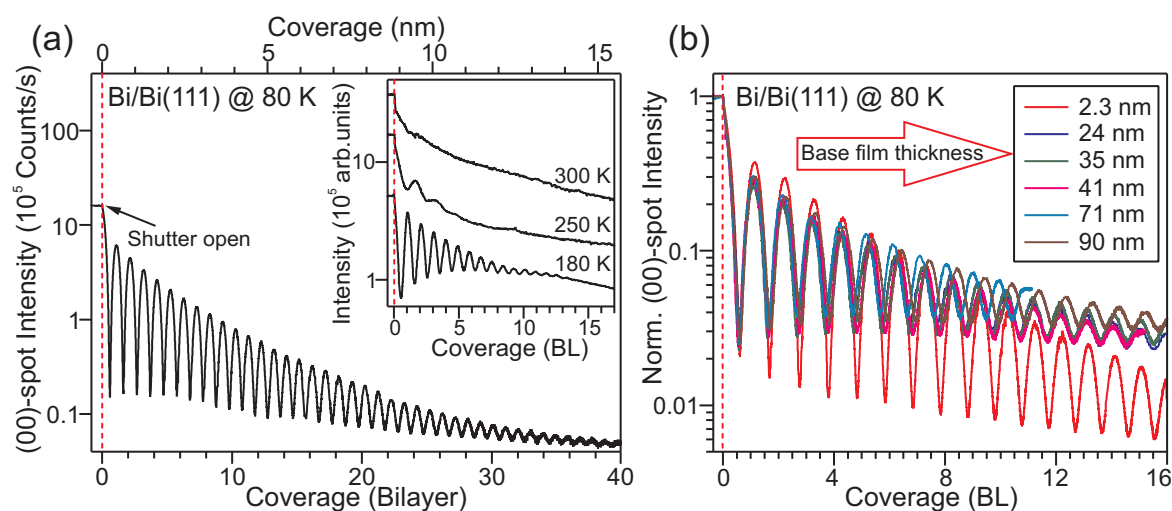 (a)
Coverage (nm)
0 5 10 15
(00)-spot Intensity (10⁵ Counts/s)
100
10
1
0.1
Bi/Bi(111) @ 80 K
Shutter open
0 10 20 30 40
Coverage (Bilayer)
Intensity (10⁵ arb.units)
10
1
300 K
250 K
180 K
0 5 10 15
Coverage (BL)
(b)
Norm. (00)-spot Intensity
1
0.1
0.01
Bi/Bi(111) @ 80 K
Base film thickness
2.3 nm
24 nm
35 nm
41 nm
71 nm
90 nm
0 4 8 12 16
Coverage (BL)